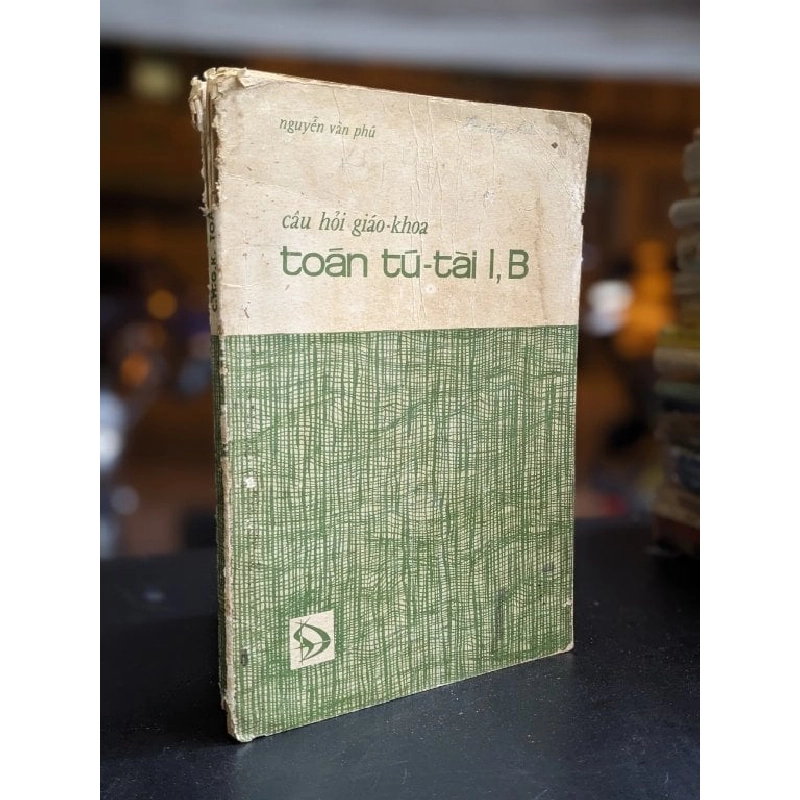 nguyễn văn phú
câu hỏi giáo-khoa
toán tú-tài I, B